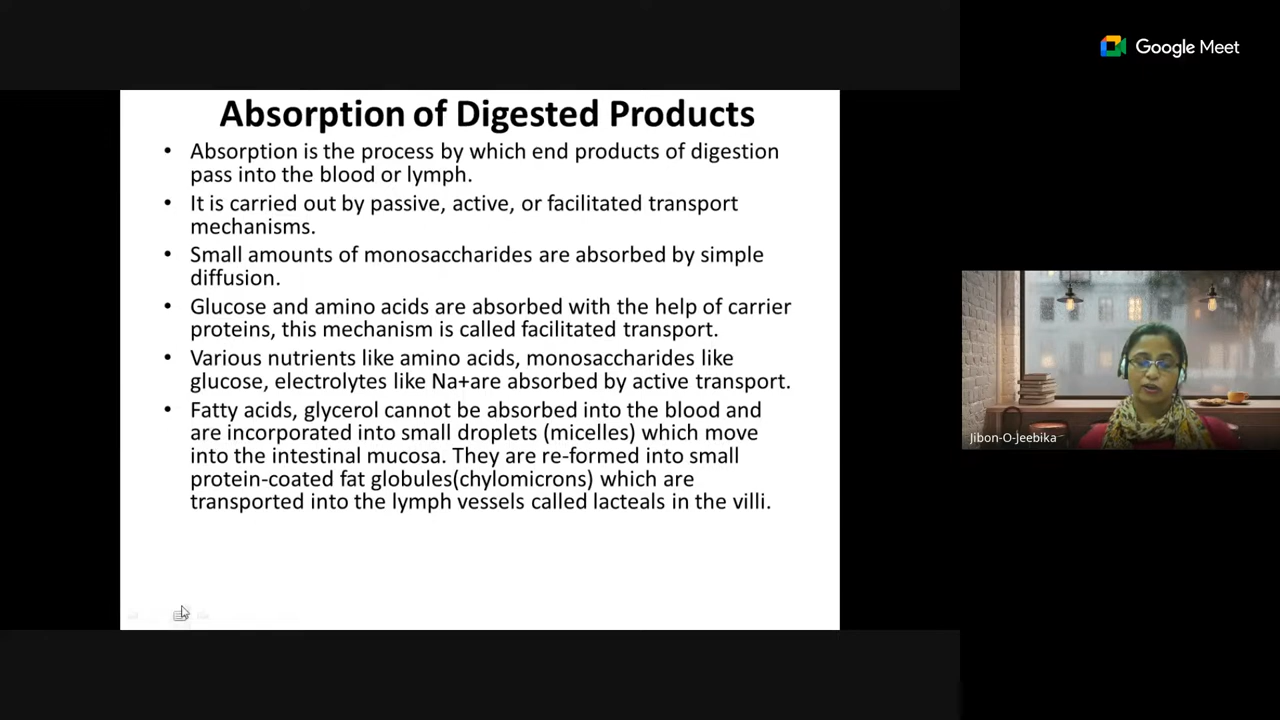 Google Meet
Absorption of Digested Products
• Absorption is the process by which end products of digestion
pass into the blood or lymph.
• It is carried out by passive, active, or facilitated transport
mechanisms.
• Small amounts of monosaccharides are absorbed by simple
diffusion.
• Glucose and amino acids are absorbed with the help of carrier
proteins, this mechanism is called facilitated transport.
• Various nutrients like amino acids, monosaccharides like
glucose, electrolytes like Na+are absorbed by active transport.
• Fatty acids, glycerol cannot be absorbed into the blood and
are incorporated into small droplets (micelles) which move
into the intestinal mucosa. They are re-formed into small
protein-coated fat globules(chylomicrons) which are
transported into the lymph vessels called lacteals in the villi.
Jibon-O-Jeebika